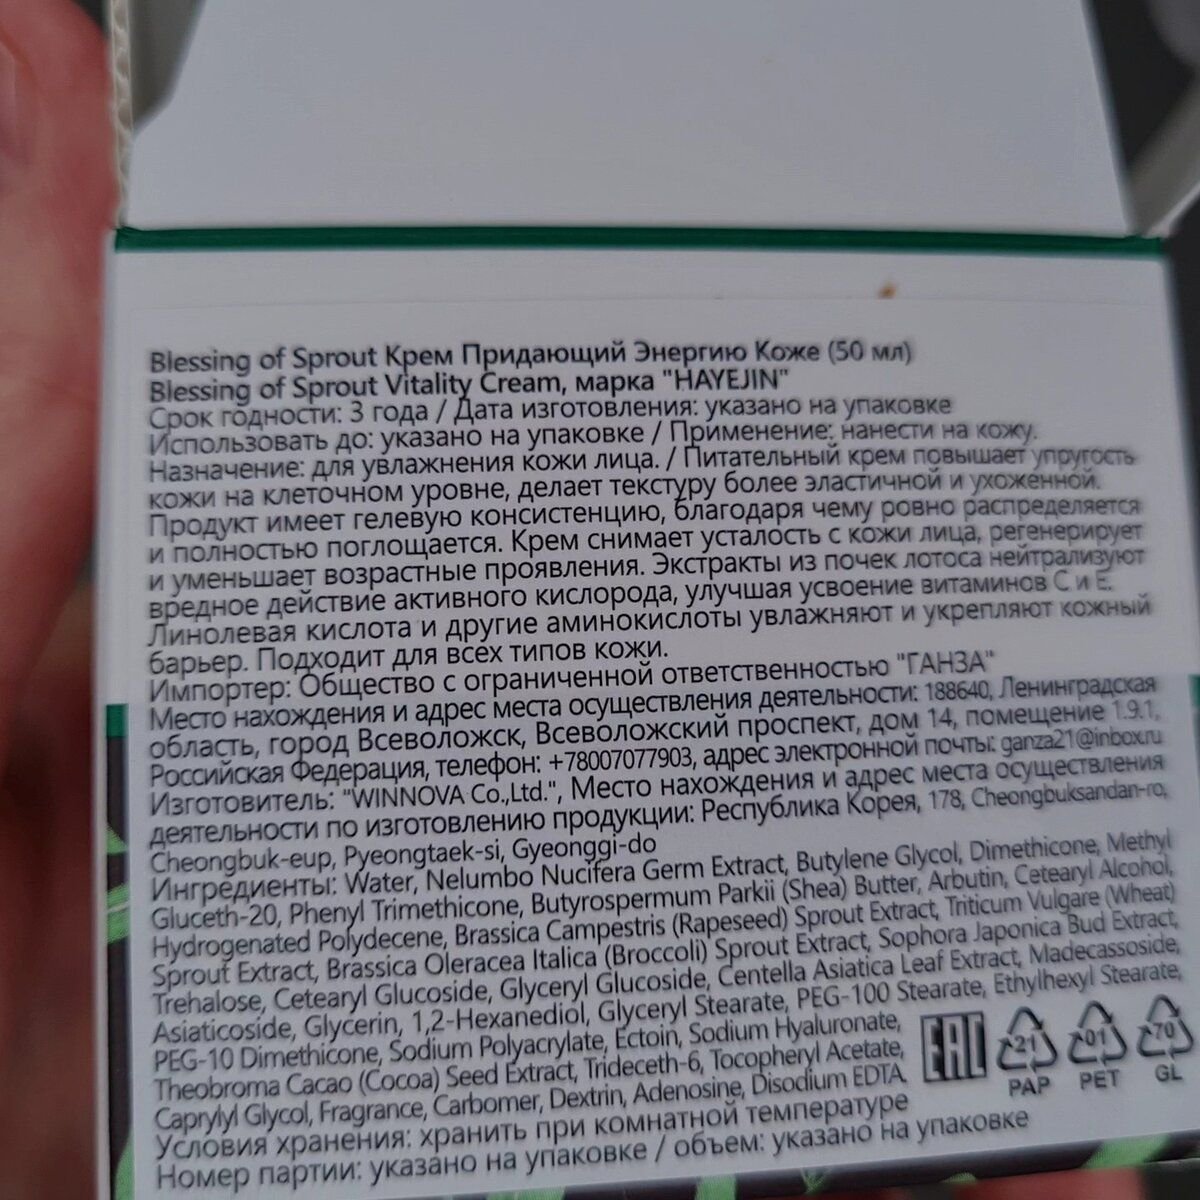 Blessing of Sprout Крем Придающий Энергию Коже (50 мл)
Blessing of Sprout Vitality Cream, марка "HAYEJIN"
Срок годности: 3 года / Дата изготовления: указано на упаковке
Использовать до: указано на упаковке / Применение: нанести на кожу.
Назначение: для увлажнения кожи лица. / Питательный крем повышает упругость
кожи на клеточном уровне, делает текстуру более эластичной и ухоженной.
Продукт имеет гелевую консистенцию, благодаря чему ровно распределяется
и полностью поглощается. Крем снимает усталость с кожи лица, регенерирует
и уменьшает возрастные проявления. Экстракты из почек лотоса нейтрализуют
вредное действие активного кислорода, улучшая усвоение витаминов С и Е.
Линолевая кислота и другие аминокислоты увлажняют и укрепляют кожный
барьер. Подходит для всех типов кожи.
Импортер: Общество с ограниченной ответственностью "ГАНЗА"
Место нахождения и адрес места осуществления деятельности: 188640, Ленинградская
область, город Всеволожск, Всеволожский проспект, дом 14, помещение 1.9.1,
Российская Федерация, телефон: +78007077903, адрес электронной почты: ganza21@inbox.ru
Изготовитель: "WINNOVA Co.,Ltd.", Место нахождения и адрес места осуществления
деятельности по изготовлению продукции: Республика Корея, 178, Cheongbuksandan-ro,
Cheongbuk-eup, Pyeongtaek-si, Gyeonggi-do
Ингредиенты: Water, Nelumbo Nucifera Germ Extract, Butylene Glycol, Dimethicone, Methyl
Gluceth-20, Phenyl Trimethicone, Butyrospermum Parkii (Shea) Butter, Arbutin, Cetearyl Alcohol,
Hydrogenated Polydecene, Brassica Campestris (Rapeseed) Sprout Extract, Triticum Vulgare (Wheat)
Sprout Extract, Brassica Oleracea Italica (Broccoli) Sprout Extract, Sophora Japonica Bud Extract,
Trehalose, Cetearyl Glucoside, Glyceryl Glucoside, Centella Asiatica Leaf Extract, Madecassoside,
Asiaticoside, Glycerin, 1,2-Hexanediol, Glyceryl Stearate, PEG-100 Stearate, Ethylhexyl Stearate,
PEG-10 Dimethicone, Sodium Polyacrylate, Ectoin, Sodium Hyaluronate,
Theobroma Cacao (Cocoa) Seed Extract, Trideceth-6, Tocopheryl Acetate,
Caprylyl Glycol, Fragrance, Carbomer, Dextrin, Adenosine, Disodium EDTA.
EAC 21 PAP 01 PET 70 GL
Условия хранения: хранить при комнатной температуре
Номер партии: указано на упаковке / объем: указано на упаковке